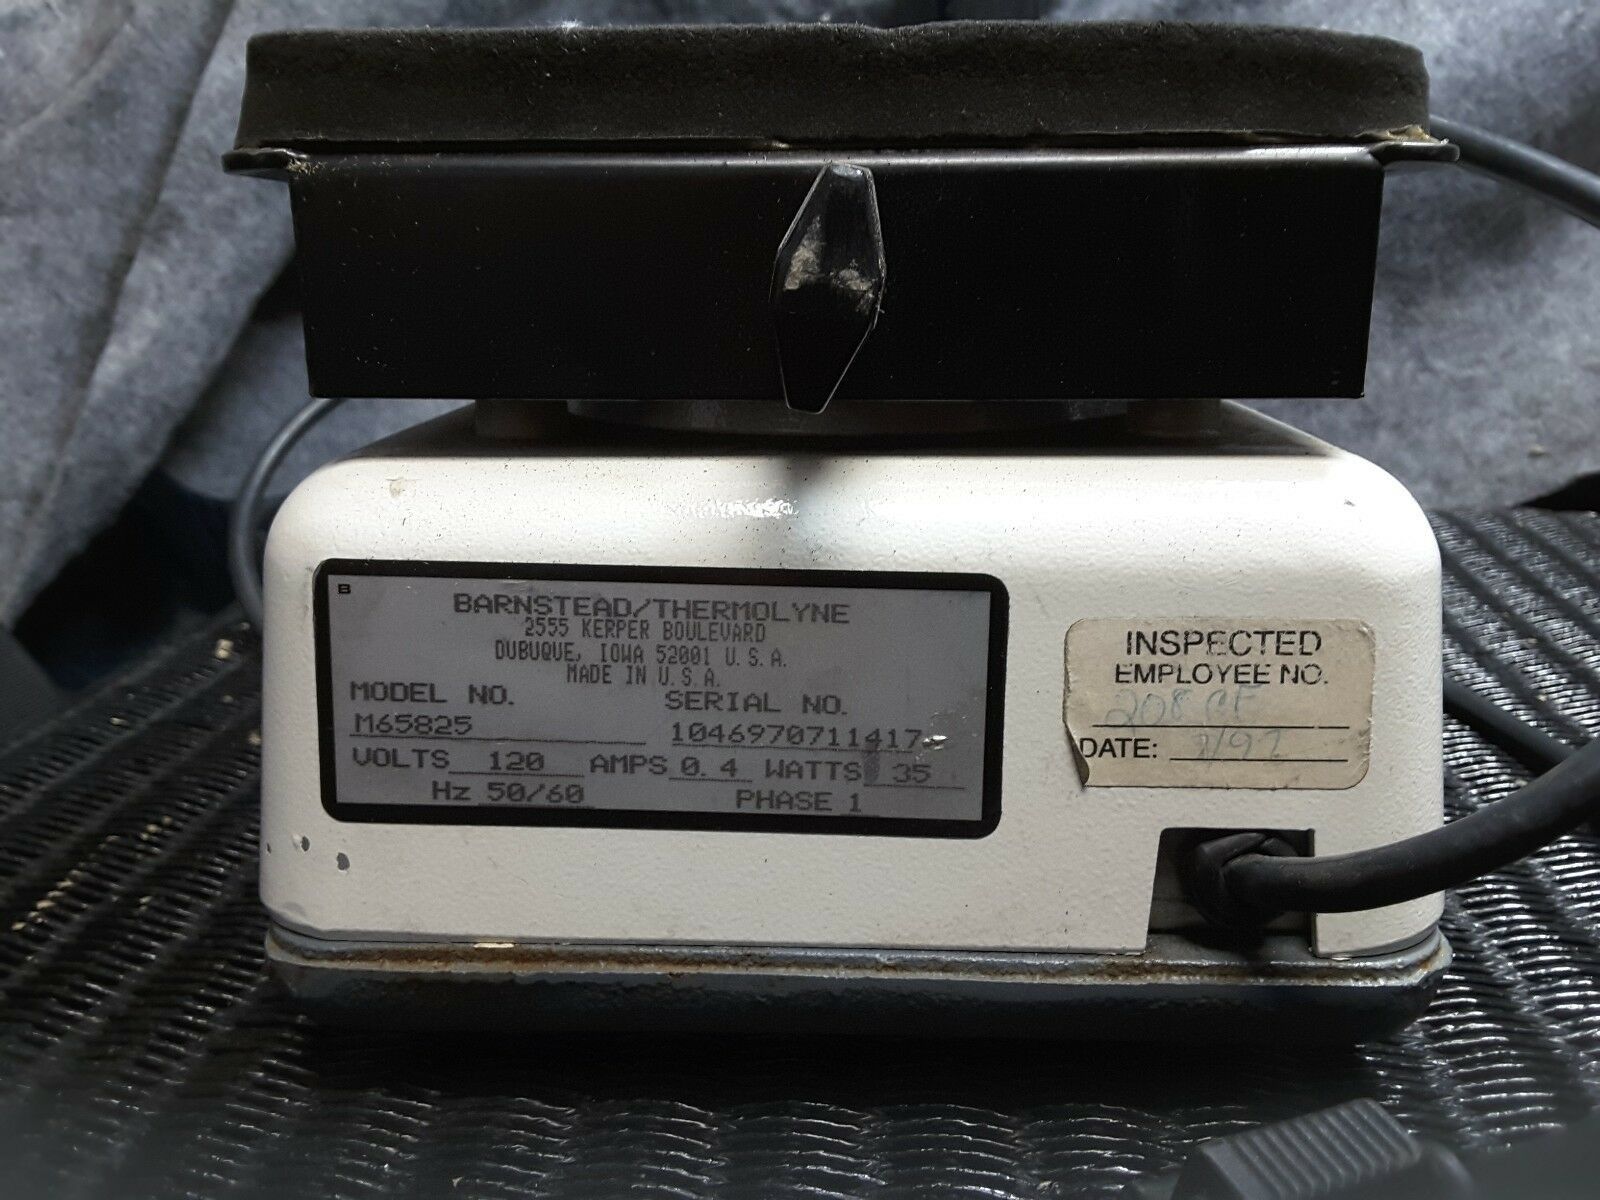 B
BARNSTEAD/THERMOLYNE
2555 KERPER BOULEVARD
DUBUQUE, IOWA 52001 U.S.A.
MADE IN U.S.A.
MODEL NO. SERIAL NO.
M65825 1046970711417
VOLTS 120 AMPS 0.4 WATTS 35
Hz 50/60 PHASE 1
INSPECTED
EMPLOYEE NO.
208 CF
DATE: